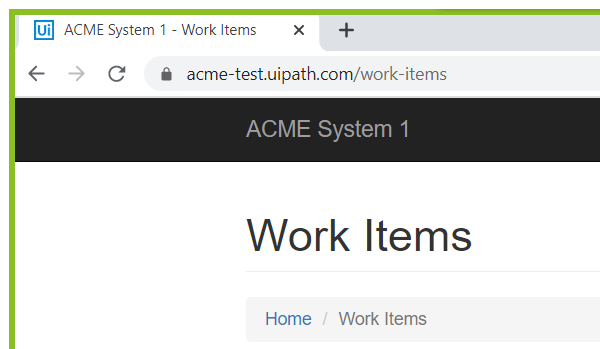 Ui ACME System 1 - Work Items
acme-test.uipath.com/work-items
ACME System 1
Work Items
Home / Work Items